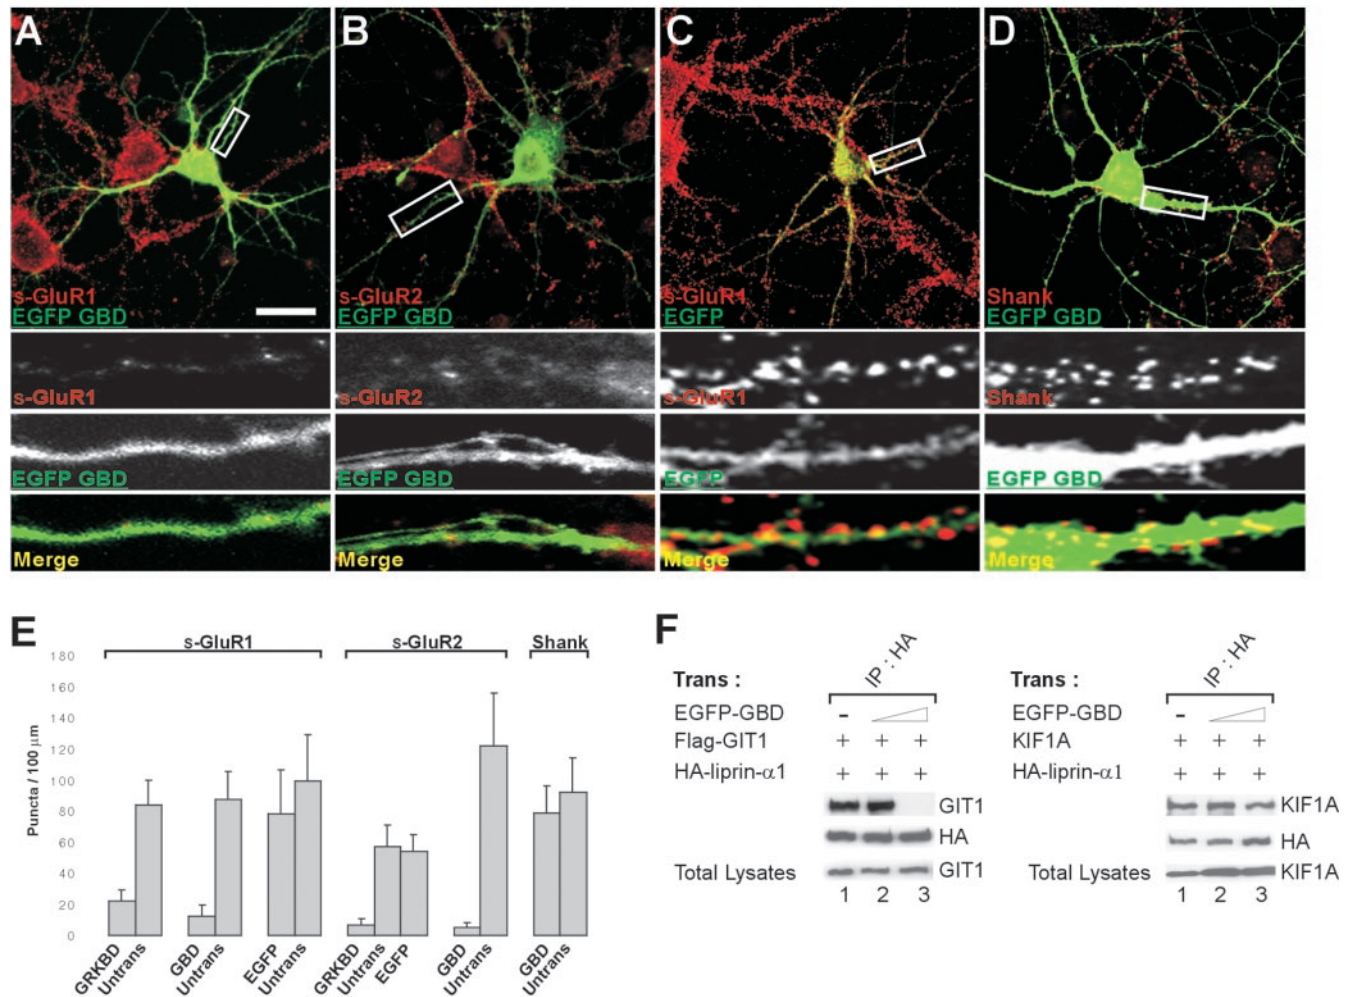 A
B
C
D
s-GluR1
EGFP GBD
s-GluR2
EGFP GBD
s-GluR1
EGFP
Shank
EGFP GBD
s-GluR1
s-GluR2
s-GluR1
Shank
EGFP GBD
EGFP GBD
EGFP
EGFP GBD
Merge
Merge
Merge
Merge
E
s-GluR1
s-GluR2
Shank
Puncta / 100 µm
180
160
140
120
100
80
60
40
20
0
GRKBD
Untrans
GBD
Untrans
EGFP
Untrans
GRKBD
Untrans
EGFP
GBD
Untrans
GBD
Untrans
F
Trans :
IP : HA
EGFP-GBD -
Flag-GIT1 + + +
HA-liprin-α1 + + +
GIT1
HA
Total Lysates GIT1
1 2 3
Trans :
IP : HA
EGFP-GBD -
KIF1A + + +
HA-liprin-α1 + + +
KIF1A
HA
Total Lysates KIF1A
1 2 3